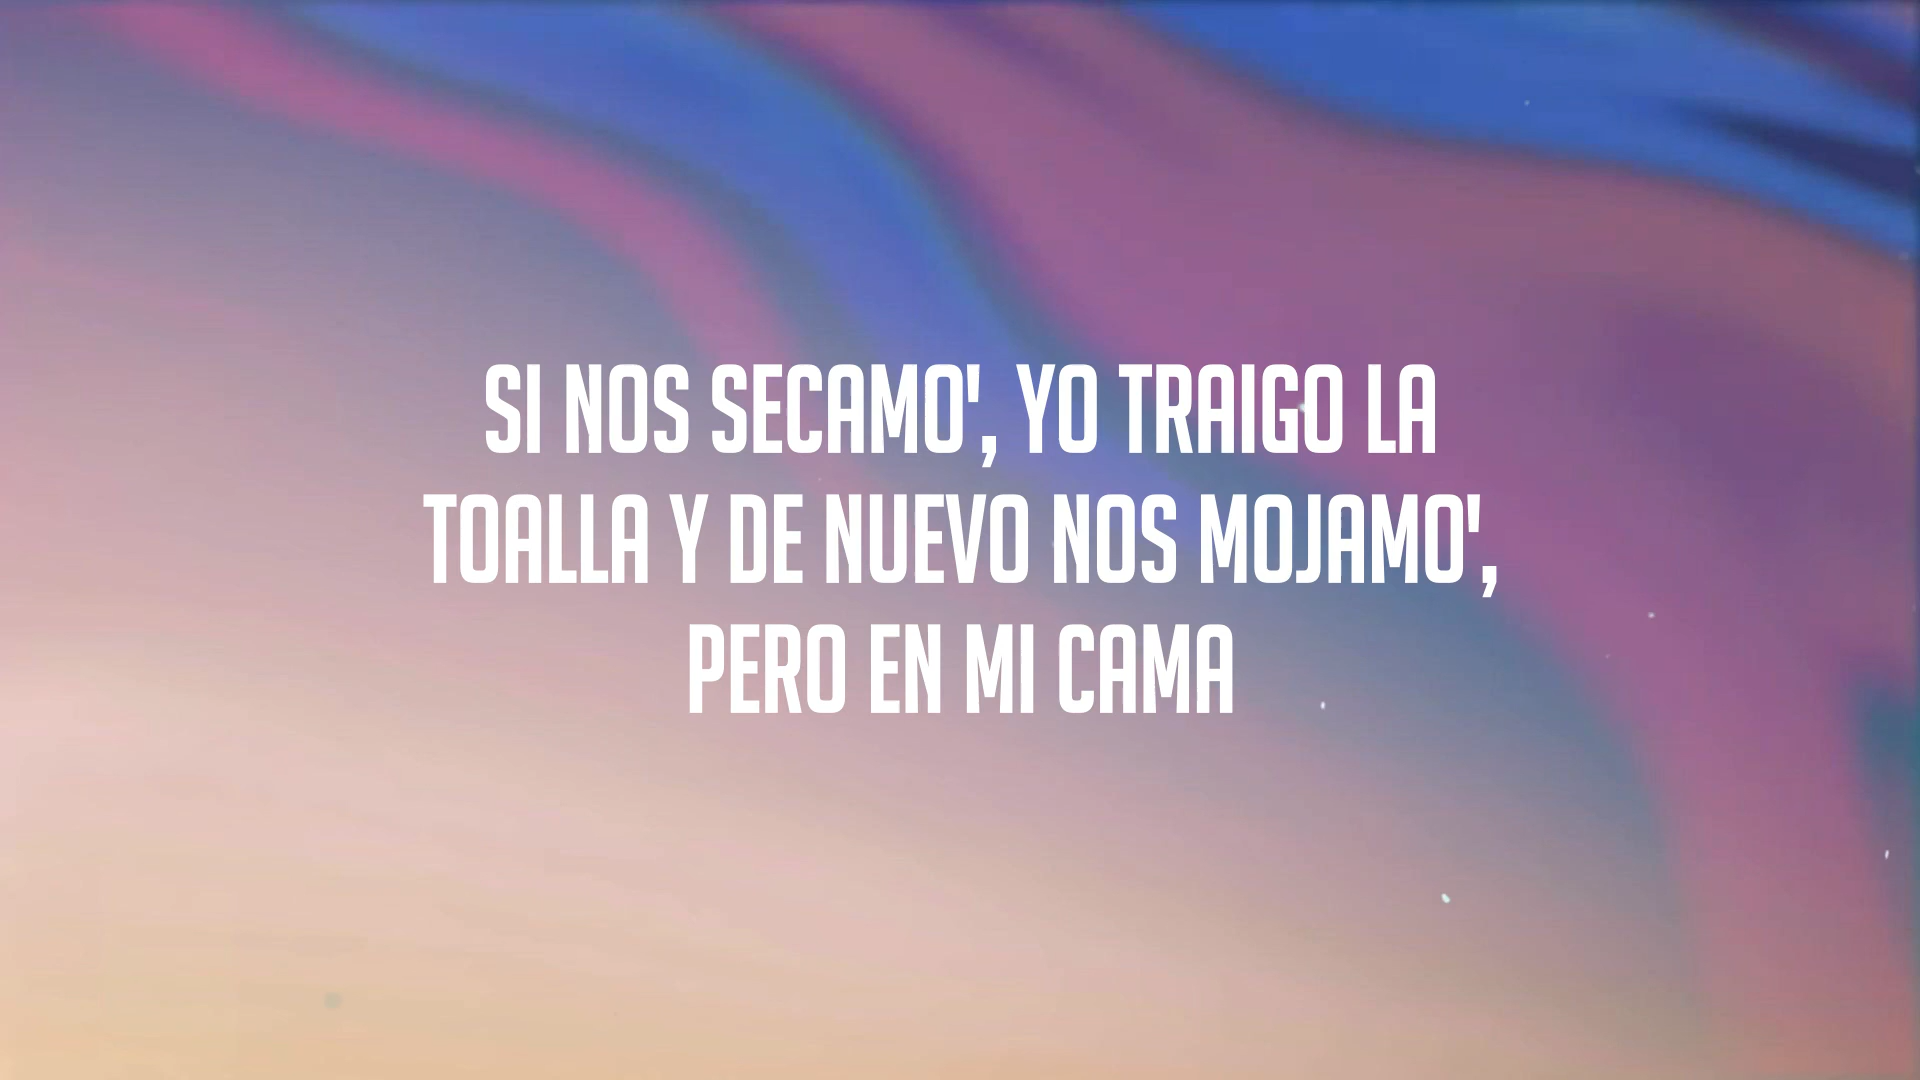 SI NOS SECAMO', YO TRAIGO LA
TOALLA Y DE NUEVO NOS MOJAMO',
PERO EN MI CAMA